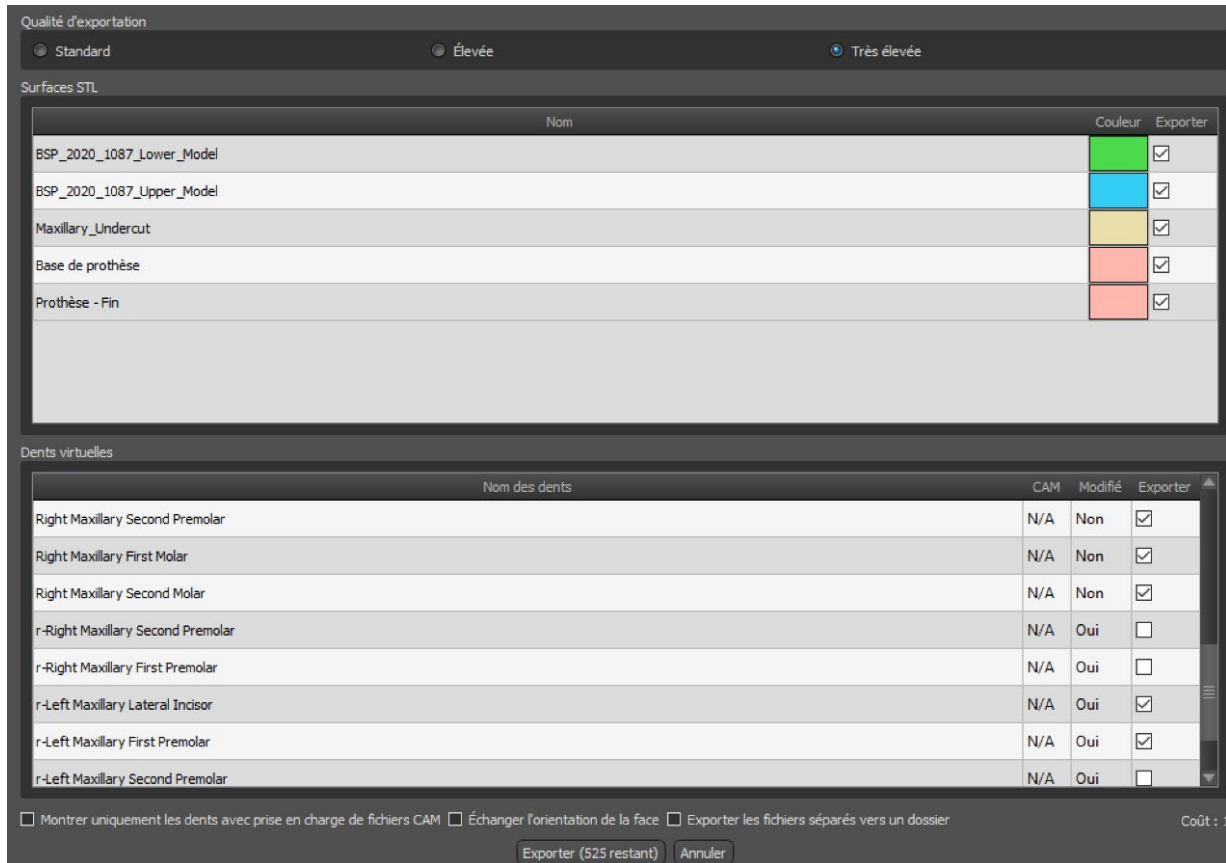 Qualité d'exportation
Standard Élevée Très élevée
Surfaces STL
Nom Couleur Exporter
BSP_2020_1087_Lower_Model
BSP_2020_1087_Upper_Model
Maxillary_Undercut
Base de prothèse
Prothèse - Fin
Dents virtuelles
Nom des dents CAM Modifié Exporter
Right Maxillary Second Premolar N/A Non
Right Maxillary First Molar N/A Non
Right Maxillary Second Molar N/A Non
r-Right Maxillary Second Premolar N/A Oui
r-Right Maxillary First Premolar N/A Oui
r-Left Maxillary Lateral Incisor N/A Oui
r-Left Maxillary First Premolar N/A Oui
r-Left Maxillary Second Premolar N/A Oui
Montrer uniquement les dents avec prise en charge de fichiers CAM Échanger l'orientation de la face Exporter les fichiers séparés vers un dossier Coût :
Exporter (525 restant) Annuler